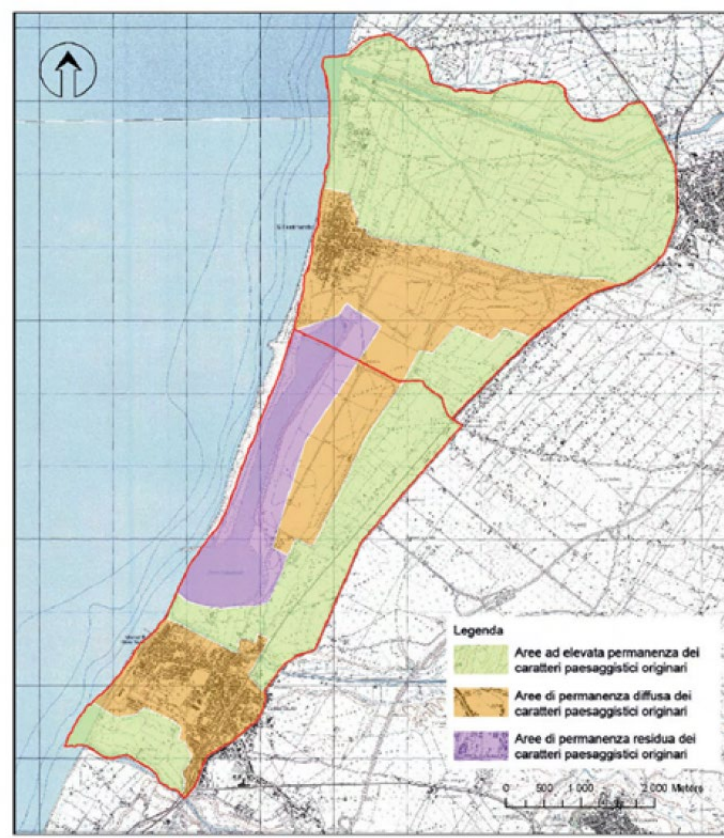 Legenda
Aree ad elevata permanenza dei
caratteri paesaggistici originari
Aree di permanenza diffusa dei
caratteri paesaggistici originari
Aree di permanenza residua dei
caratteri paesaggistici originari
0 500 1 000 2 000 Meters